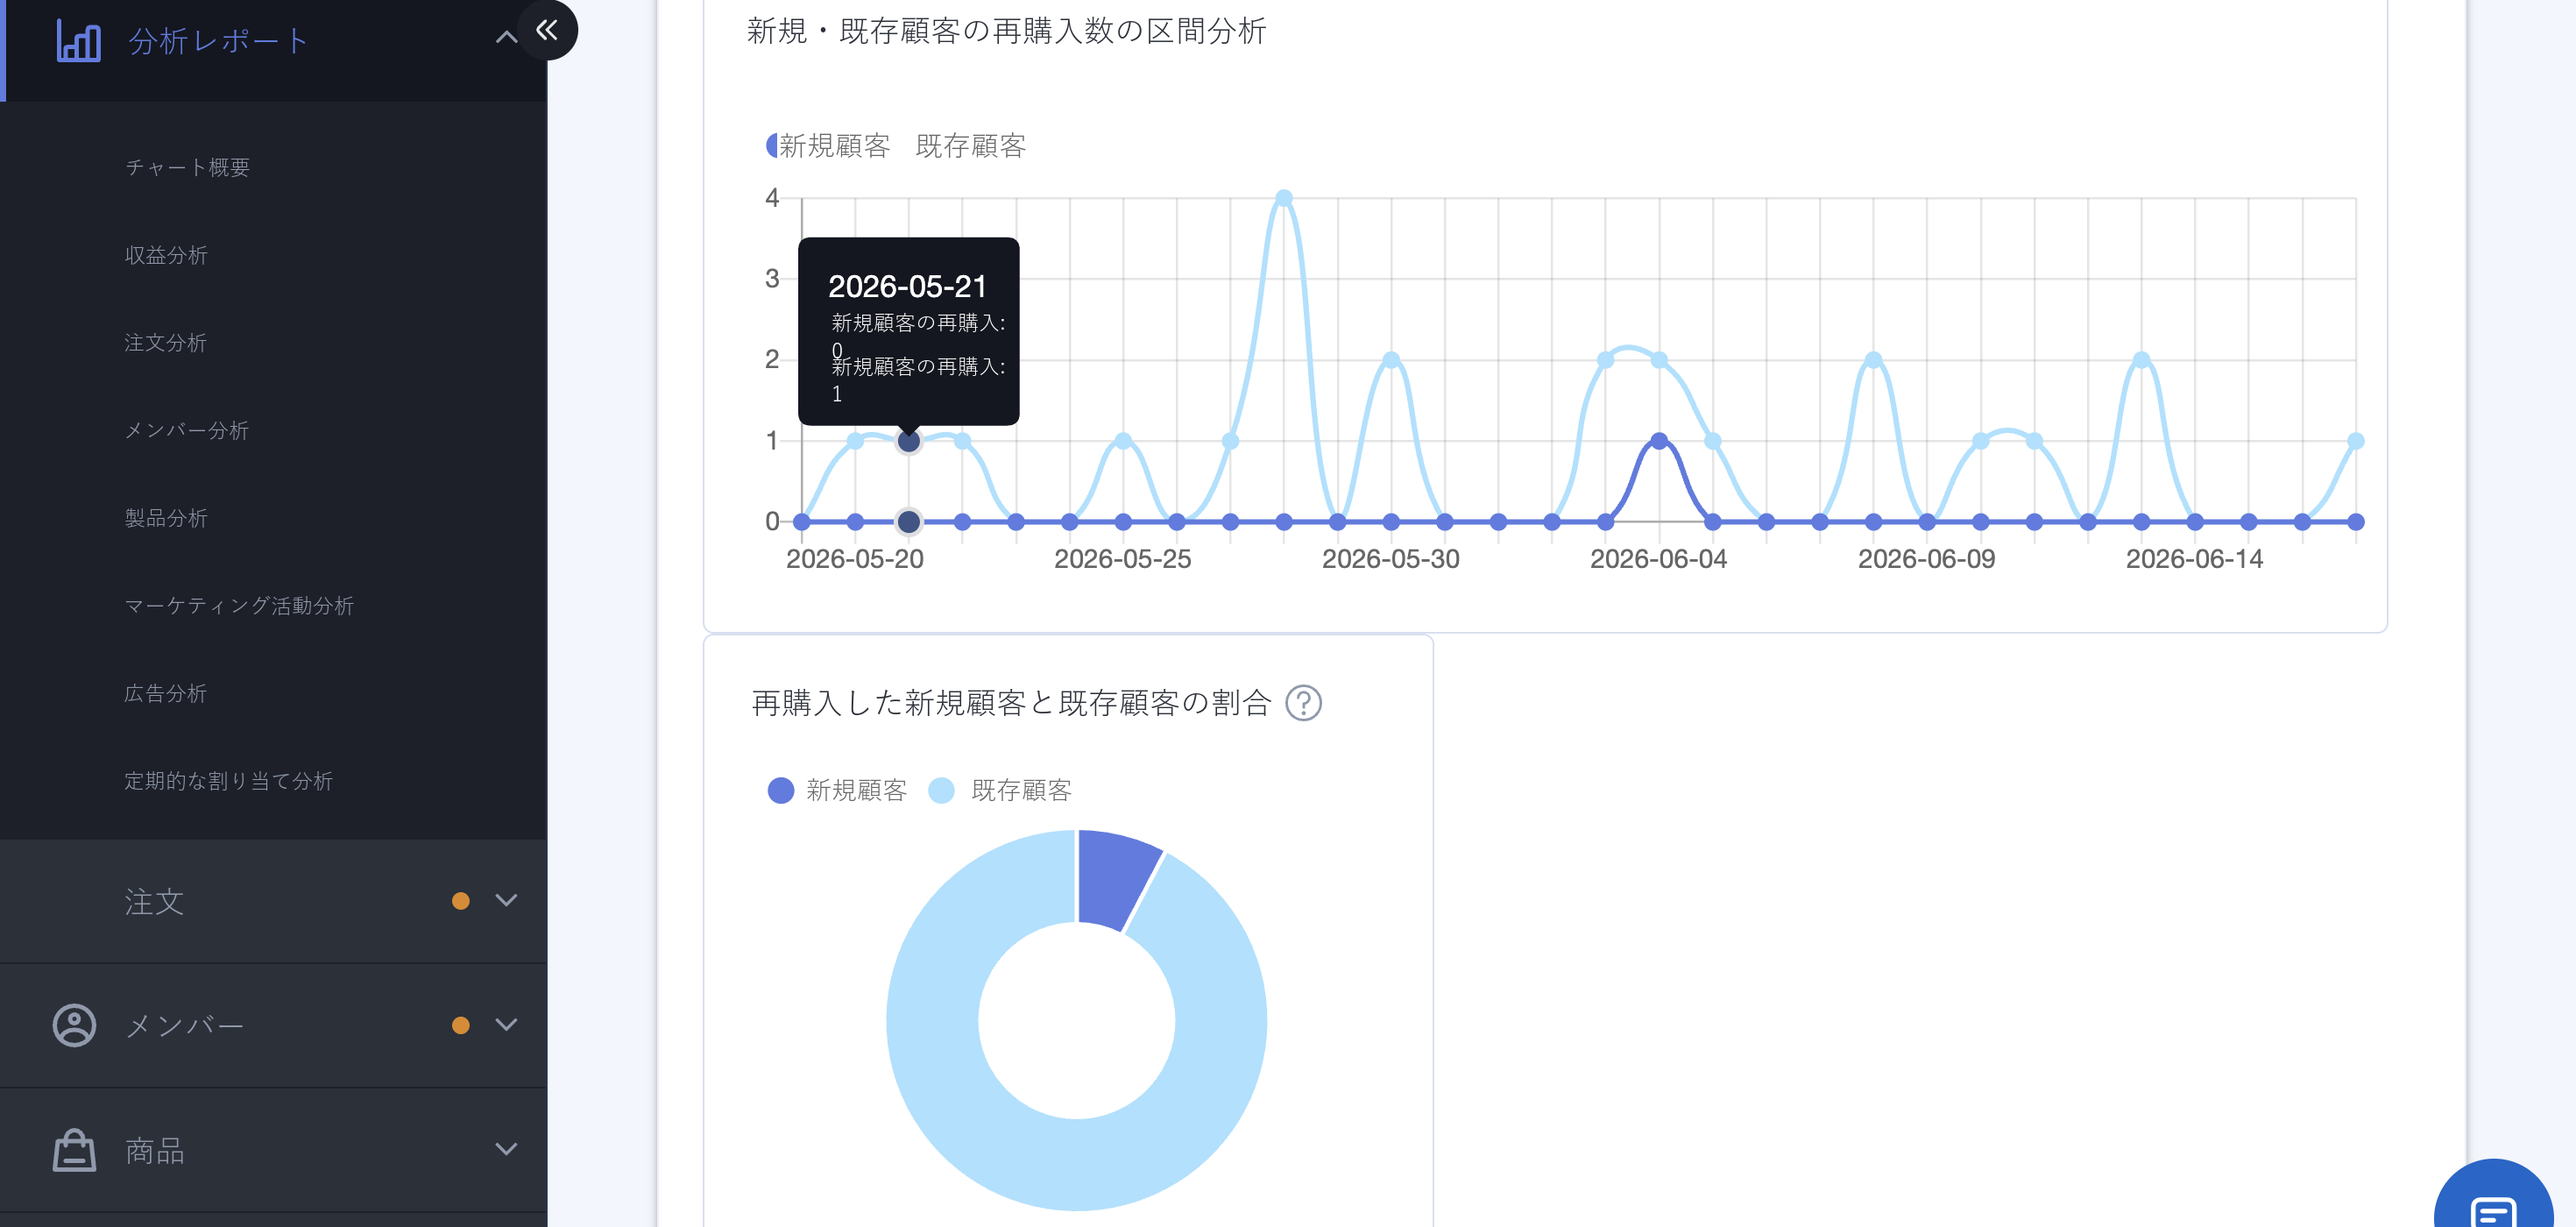 分析レポート
チャート概要
収益分析
注文分析
メンバー分析
製品分析
マーケティング活動分析
広告分析
定期的な割り当て分析
注文
メンバー
商品
新規・既存顧客の再購入数の区間分析
新規顧客 既存顧客
4
3
2
1
0
2026-05-21
新規顧客の再購入:
0
新規顧客の再購入:
1
2026-05-20 2026-05-25 2026-05-30 2026-06-04 2026-06-09 2026-06-14
再購入した新規顧客と既存顧客の割合 ?
新規顧客 既存顧客